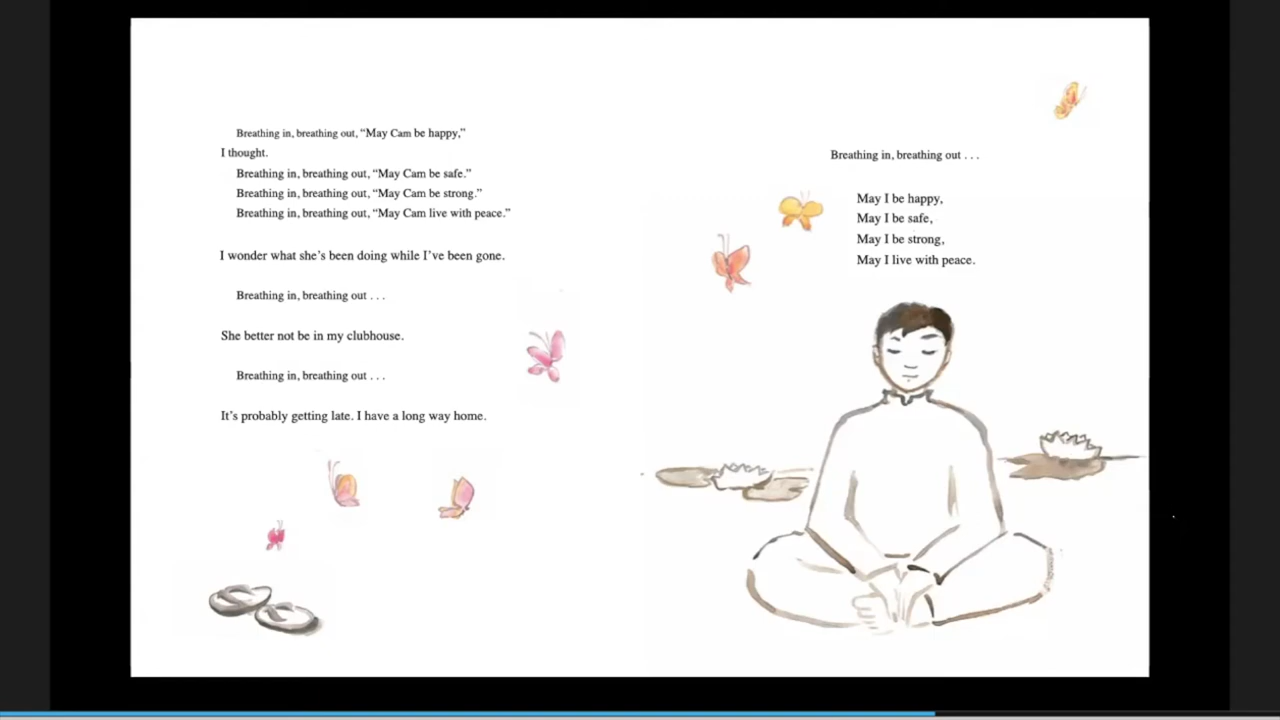 Breathing in, breathing out, “May Cam be happy,”
I thought.
Breathing in, breathing out, “May Cam be safe.”
Breathing in, breathing out, “May Cam be strong.”
Breathing in, breathing out, “May Cam live with peace.”
I wonder what she’s been doing while I’ve been gone.
Breathing in, breathing out . . .
She better not be in my clubhouse.
Breathing in, breathing out . . .
It’s probably getting late. I have a long way home.
Breathing in, breathing out . . .
May I be happy,
May I be safe,
May I be strong,
May I live with peace.